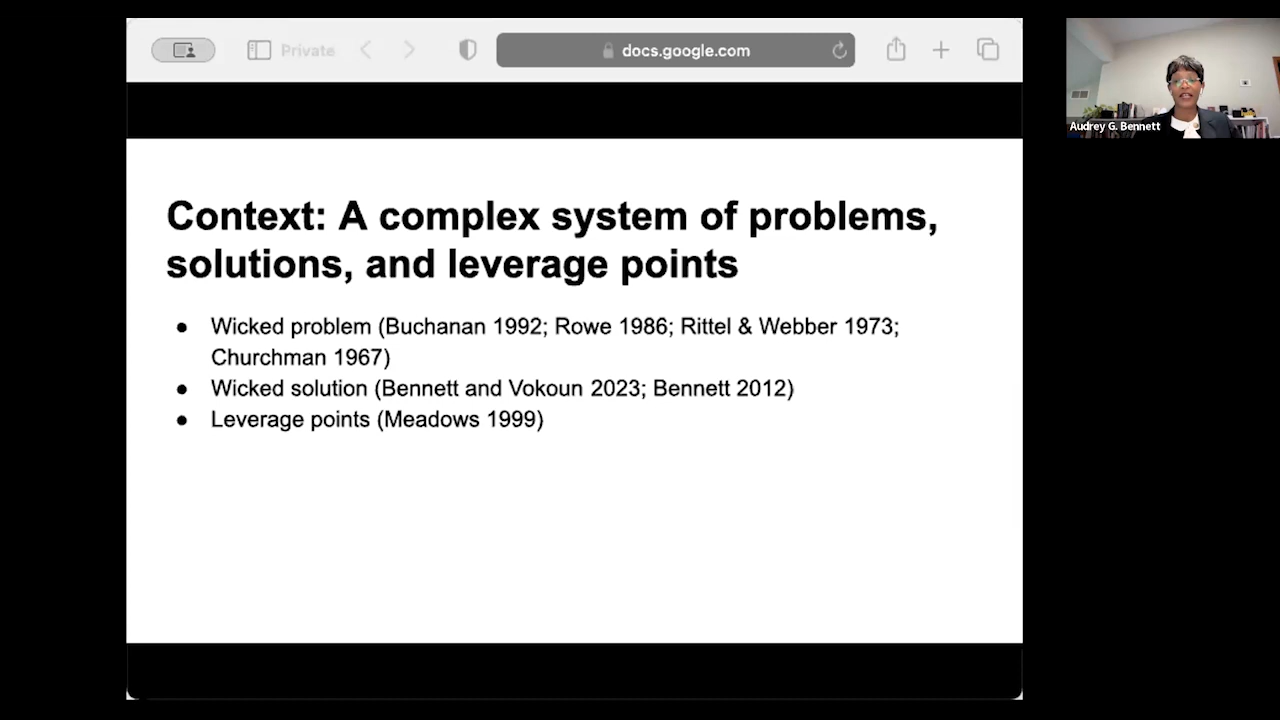 Private
docs.google.com
Audrey G. Bennett
Context: A complex system of problems,
solutions, and leverage points
● Wicked problem (Buchanan 1992; Rowe 1986; Rittel & Webber 1973;
Churchman 1967)
● Wicked solution (Bennett and Vokoun 2023; Bennett 2012)
● Leverage points (Meadows 1999)